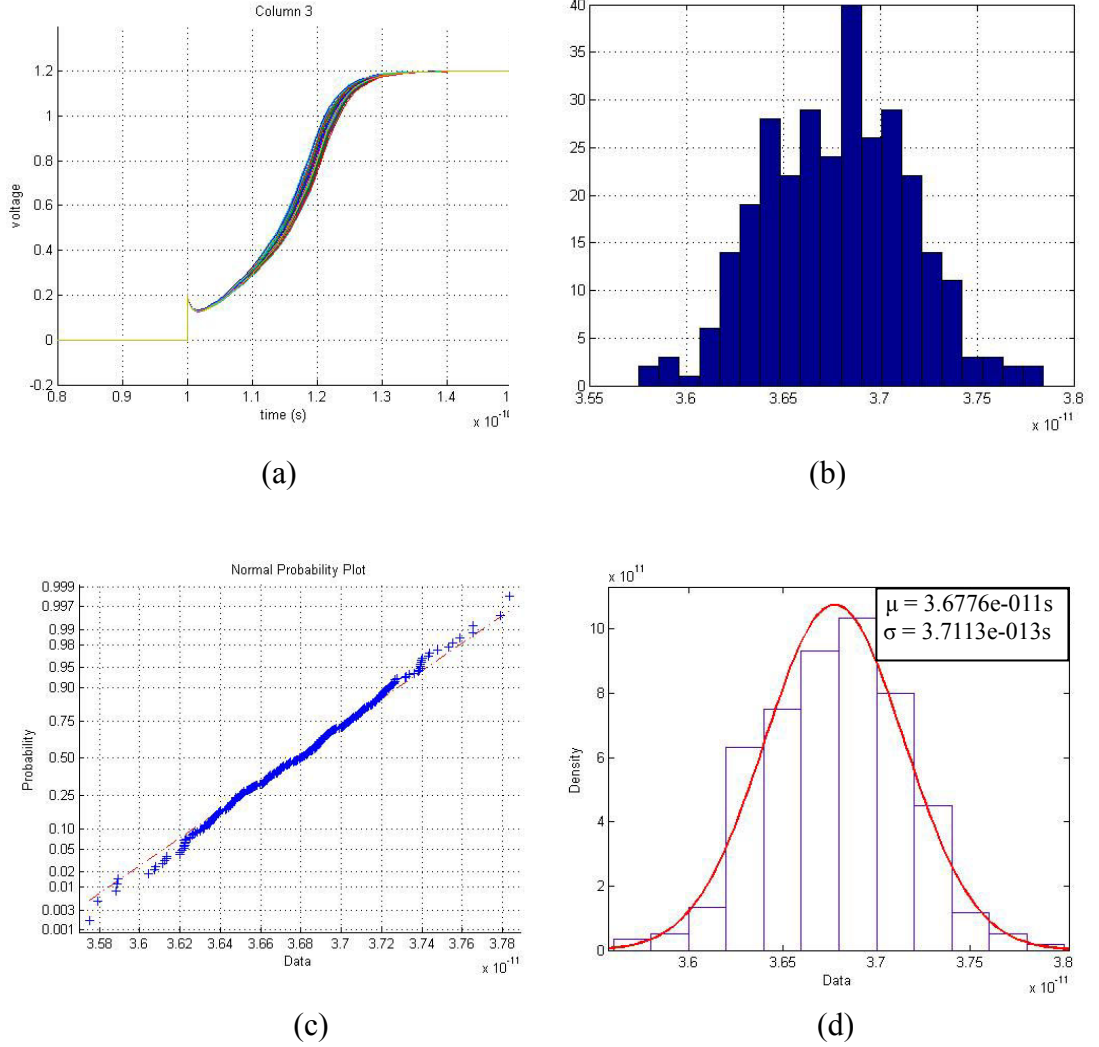 Column 3
1.2
1
0.8
0.6
0.4
0.2
0
-0.2
voltage
0.8 0.9 1 1.1 1.2 1.3 1.4
time (s)
x 10
(a)
40
35
30
25
20
15
10
5
0
3.55 3.6 3.65 3.7 3.75 3.8
x 10⁻¹¹
(b)
Normal Probability Plot
0.999
0.997
0.99
0.98
0.95
0.90
0.75
0.50
0.25
0.10
0.05
0.02
0.01
0.003
0.001
Probability
3.58 3.6 3.62 3.64 3.66 3.68 3.7 3.72 3.74 3.76 3.78
Data
x 10⁻¹¹
(c)
x 10¹¹
μ = 3.6776e-011s
σ = 3.7113e-013s
10
8
6
4
2
0
Density
3.6 3.65 3.7 3.75 3.8
Data
x 10⁻¹¹
(d)